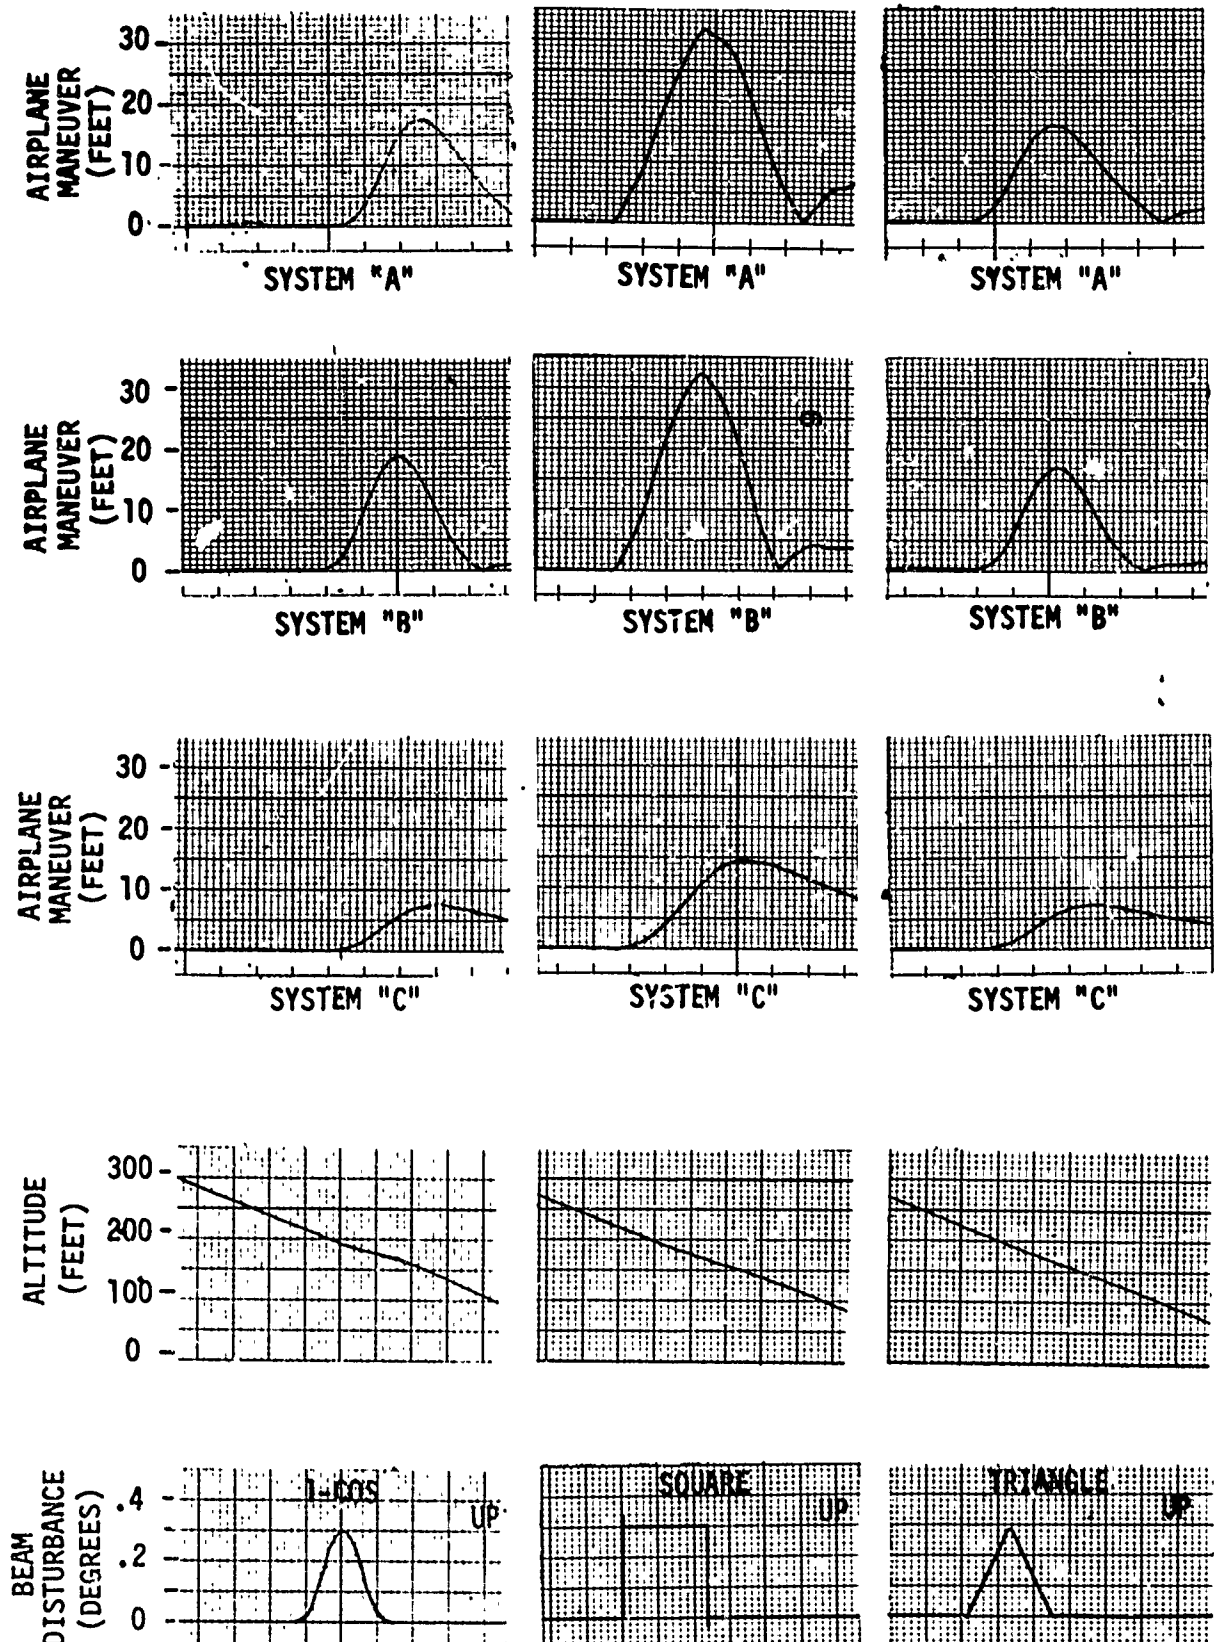 AIRPLANE
MANEUVER
(FEET)
30
20
10
0
SYSTEM "A"
SYSTEM "A"
SYSTEM "A"
AIRPLANE
MANEUVER
(FEET)
30
20
10
0
SYSTEM "B"
SYSTEM "B"
SYSTEM "B"
AIRPLANE
MANEUVER
(FEET)
30
20
10
0
SYSTEM "C"
SYSTEM "C"
SYSTEM "C"
ALTITUDE
(FEET)
300
200
100
0
BEAM
DISTURBANCE
(DEGREES)
.4
.2
0
1-COS
UP
SQUARE
UP
TRIANGLE
UP